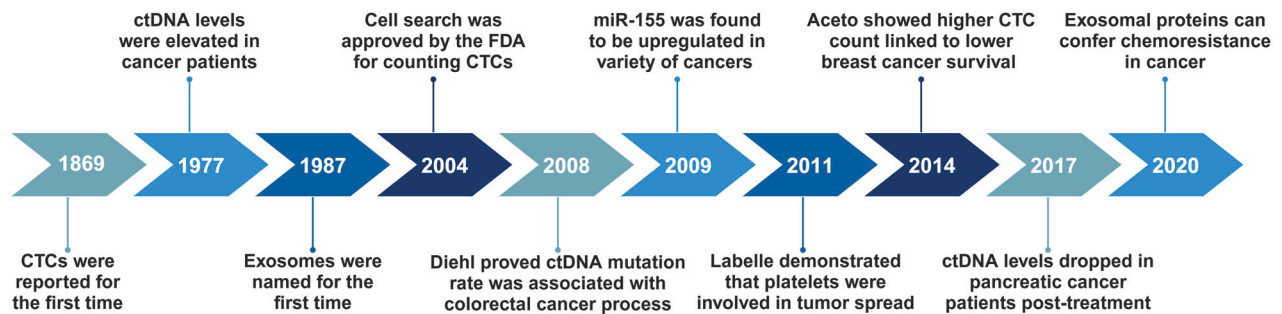 ctDNA levels
were elevated in
cancer patients
Cell search was
approved by the FDA
for counting CTCs
miR-155 was found
to be upregulated in
variety of cancers
Aceto showed higher CTC
count linked to lower
breast cancer survival
Exosomal proteins can
confer chemoresistance
in cancer
1869
1977
1987
2004
2008
2009
2011
2014
2017
2020
CTCs were
reported for
the first time
Exosomes were
named for the
first time
Diehl proved ctDNA mutation
rate was associated with
colorectal cancer process
Labelle demonstrated
that platelets were
involved in tumor spread
ctDNA levels dropped in
pancreatic cancer
patients post-treatment